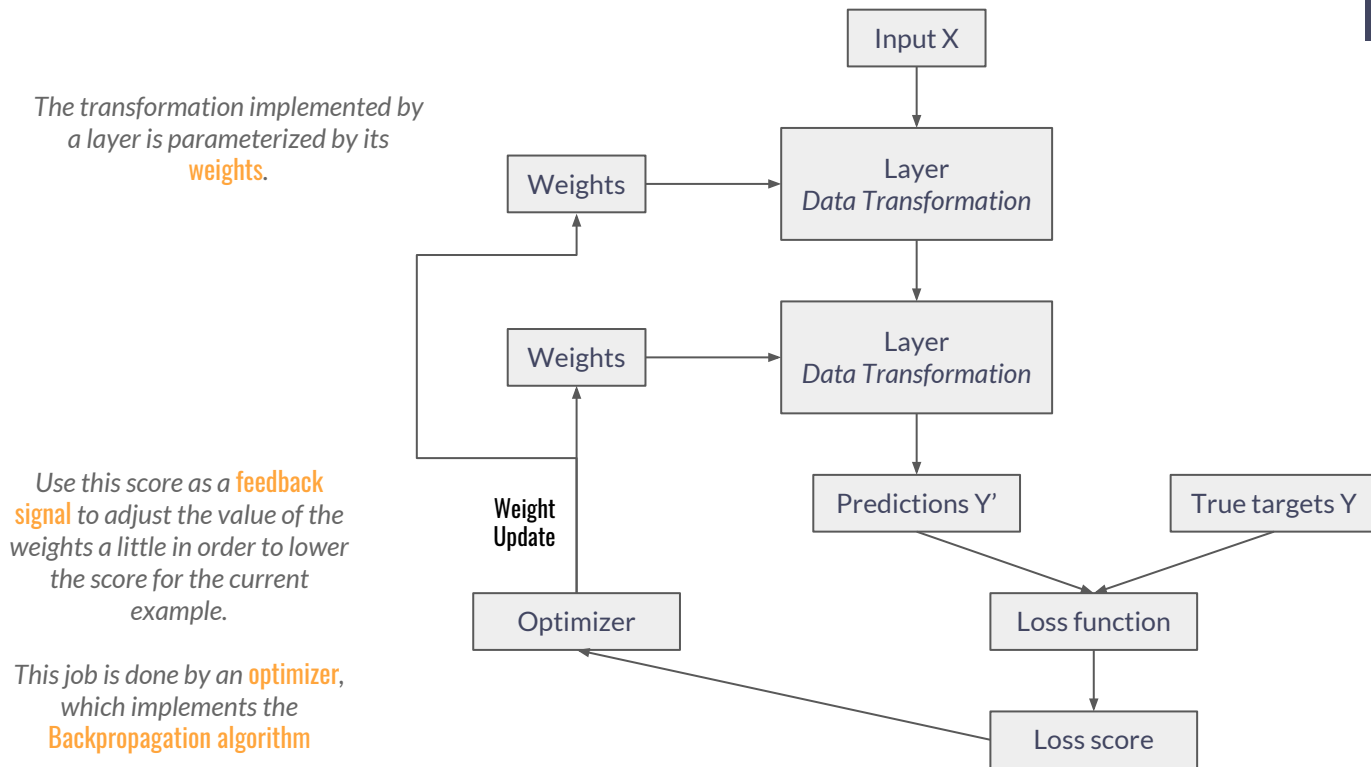 Input X
The transformation implemented by
a layer is parameterized by its
weights.
Weights
Layer
Data Transformation
Weights
Layer
Data Transformation
Use this score as a feedback
signal to adjust the value of the
weights a little in order to lower
the score for the current
example.
Weight
Update
Predictions Y’
True targets Y
Optimizer
Loss function
This job is done by an optimizer,
which implements the
Backpropagation algorithm
Loss score